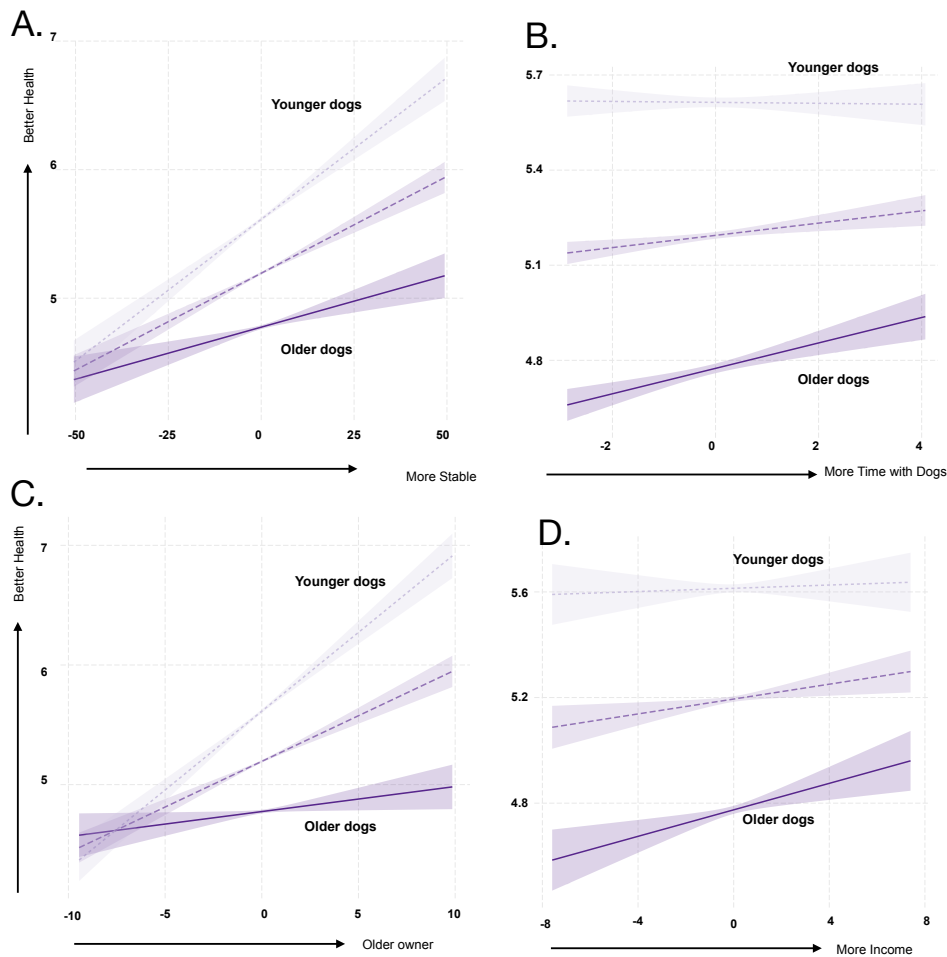 A.
Better Health
7
6
5
Younger dogs
Older dogs
-50
-25
0
25
50
More Stable
B.
Younger dogs
5.7
5.4
5.1
4.8
Older dogs
-2
0
2
4
More Time with Dogs
C.
Better Health
7
6
5
Younger dogs
Older dogs
-10
-5
0
5
10
Older owner
D.
Younger dogs
5.6
5.2
4.8
Older dogs
-8
-4
0
4
8
More Income